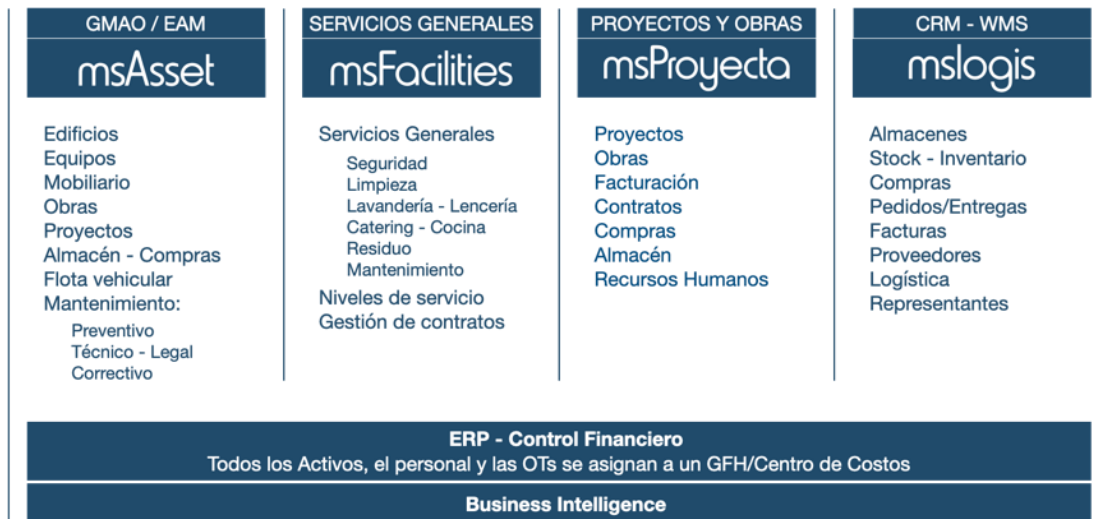 GMAO / EAM
msAsset
Edificios
Equipos
Mobiliario
Obras
Proyectos
Almacén - Compras
Flota vehicular
Mantenimiento:
Preventivo
Técnico - Legal
Correctivo
SERVICIOS GENERALES
msFacilities
Servicios Generales
Seguridad
Limpieza
Lavandería - Lencería
Catering - Cocina
Residuo
Mantenimiento
Niveles de servicio
Gestión de contratos
PROYECTOS Y OBRAS
msProyecta
Proyectos
Obras
Facturación
Contratos
Compras
Almacén
Recursos Humanos
CRM - WMS
mslogis
Almacenes
Stock - Inventario
Compras
Pedidos/Entregas
Facturas
Proveedores
Logística
Representantes
ERP - Control Financiero
Todos los Activos, el personal y las OTs se asignan a un GFH/Centro de Costos
Business Intelligence